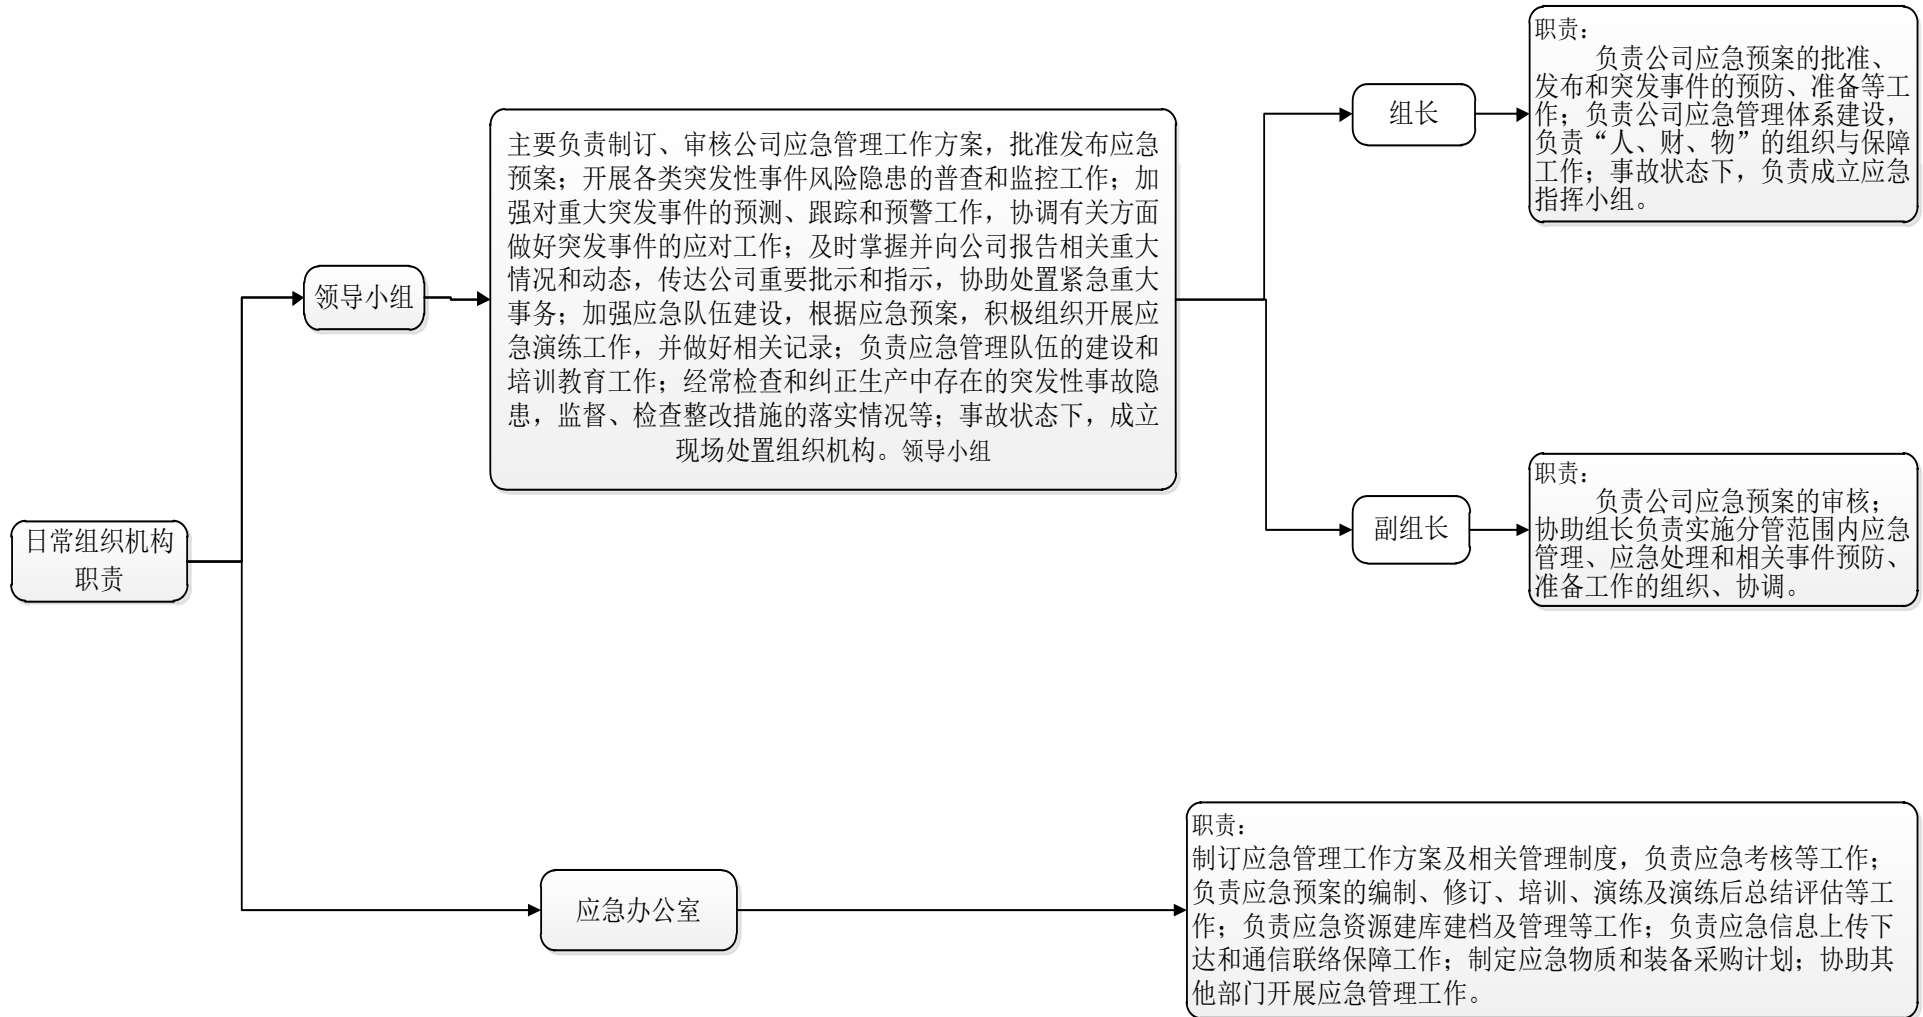 日常组织机构
职责
领导小组
主要负责制订、审核公司应急管理工作方案，批准发布应急
预案；开展各类突发性事件风险隐患的普查和监控工作；加
强对重大突发事件的预测、跟踪和预警工作，协调有关方面
做好突发事件的应对工作；及时掌握并向公司报告相关重大
情况和动态，传达公司重要批示和指示，协助处置紧急重大
事务；加强应急队伍建设，根据应急预案，积极组织开展应
急演练工作，并做好相关记录；负责应急管理队伍的建设和
培训教育工作；经常检查和纠正生产中存在的突发性事故隐
患，监督、检查整改措施的落实情况等；事故状态下，成立
现场处置组织机构。领导小组
组长
职责：
负责公司应急预案的批准、
发布和突发事件的预防、准备等工
作；负责公司应急管理体系建设，
负责“人、财、物”的组织与保障
工作；事故状态下，负责成立应急
指挥小组。
副组长
职责：
负责公司应急预案的审核；
协助组长负责实施分管范围内应急
管理、应急处理和相关事件预防、
准备工作的组织、协调。
应急办公室
职责：
制订应急管理工作方案及相关管理制度，负责应急考核等工作；
负责应急预案的编制、修订、培训、演练及演练后总结评估等工
作；负责应急资源建库建档及管理等工作；负责应急信息上传下
达和通信联络保障工作；制定应急物质和装备采购计划；协助其
他部门开展应急管理工作。